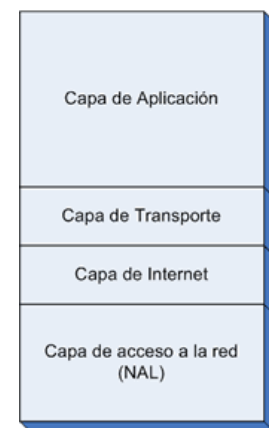 Capa de Aplicación
Capa de Transporte
Capa de Internet
Capa de acceso a la red
(NAL)